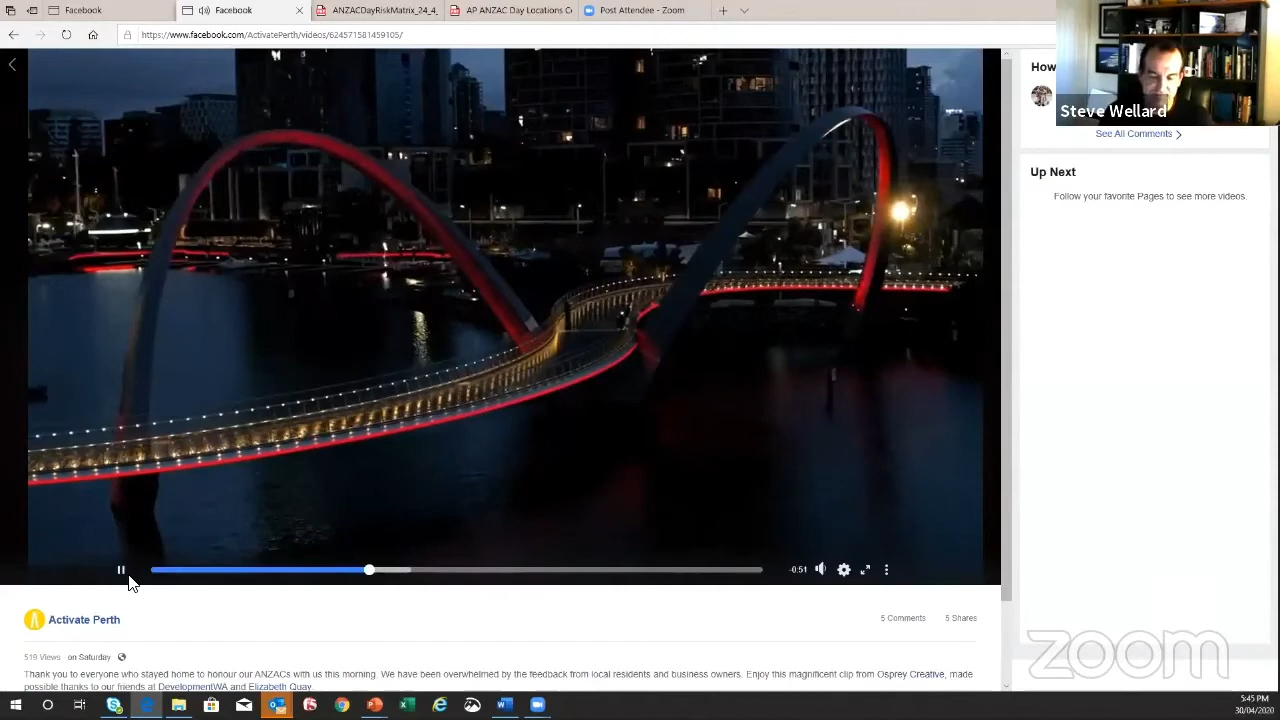 Facebook
Facebook
ANZACDayRiskMatrix_24_4
AP ANZAC Day Locations C
Post Attendee - Zoom
https://www.facebook.com/ActivatePerth/videos/624571581459105/
How
Steve Wellard
See All Comments
Up Next
Follow your favorite Pages to see more videos.
-0:51
Activate Perth
5 Comments 5 Shares
519 Views on Saturday
Thank you to everyone who stayed home to honour our ANZACs with us this morning. We have been overwhelmed by the feedback from local residents and business owners. Enjoy this magnificent clip from Osprey Creative, made
possible thanks to our friends at DevelopmentWA and Elizabeth Quay.
zoom
5:45 PM
30/04/2020